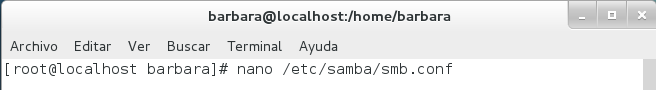 barbara@localhost:/home/barbara
Archivo Editar Ver Buscar Terminal Ayuda
[root@localhost barbara]# nano /etc/samba/smb.conf